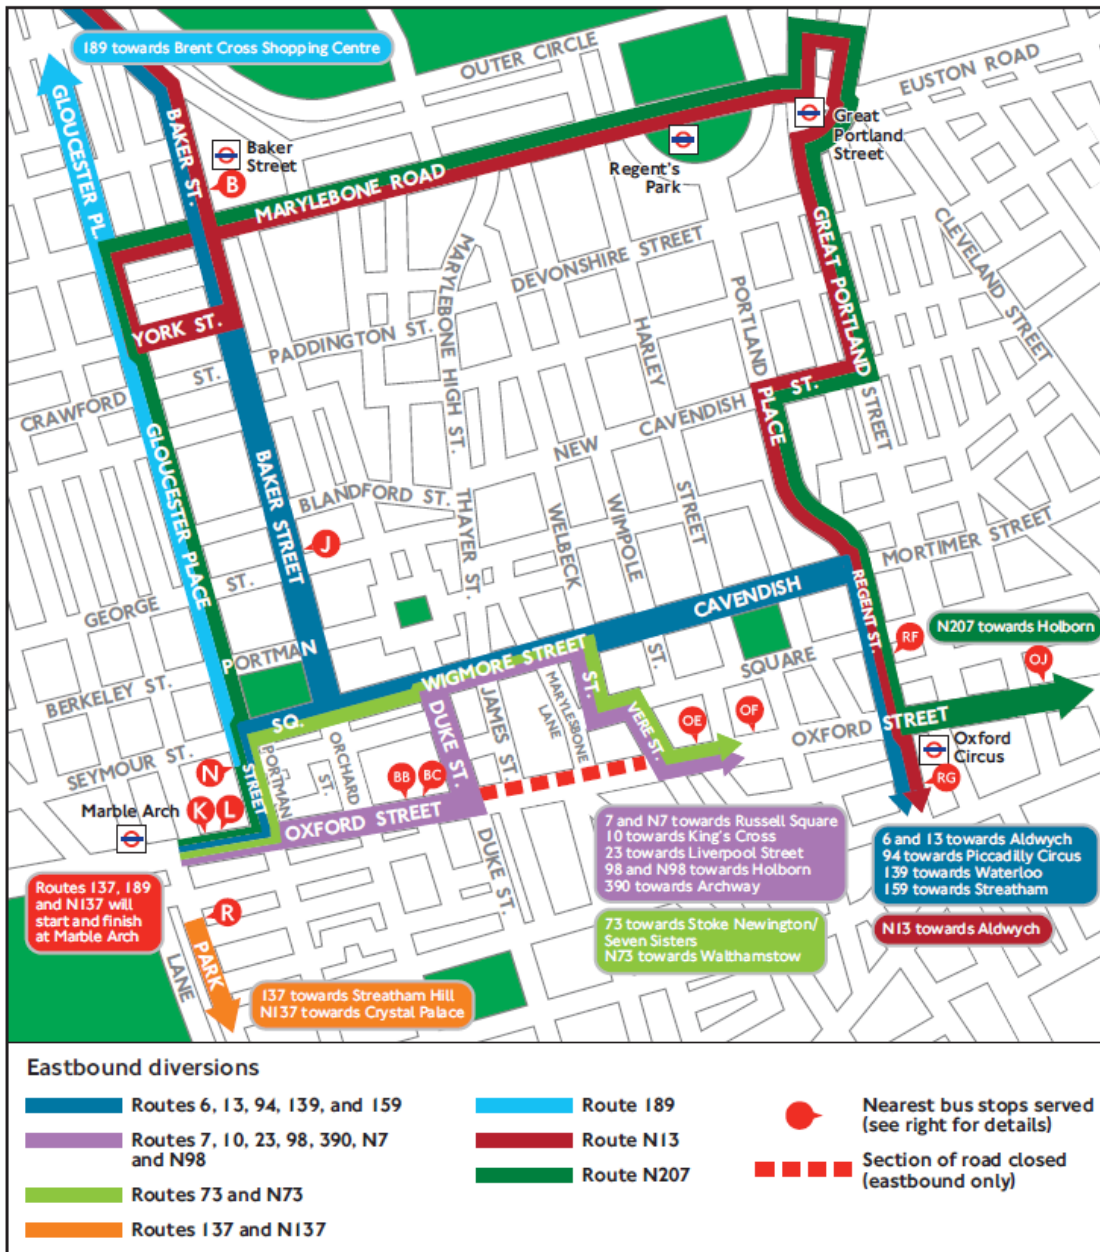 189 towards Brent Cross Shopping Centre
OUTER CIRCLE
EUSTON ROAD
GLOUCESTER PL.
BAKER ST.
Baker
Street
B
Great
Portland
Street
Regent's
Park
MARYLEBONE ROAD
MARYLEBONE HIGH ST.
DEVONSHIRE STREET
GREAT PORTLAND
ST.
STREET
CLEVELAND STREET
YORK ST.
PADDINGTON ST.
HARLEY
STREET
PORTLAND
PLACE
CRAWFORD
ST.
NEW
CAVENDISH
GLOUCESTER PLACE
BAKER STREET
BLANDFORD ST.
THAYER ST.
WELBECK
ST.
WIMPOLE
ST.
MORTIMER STREET
J
GEORGE
ST.
CAVENDISH
SQUARE
REGENT ST.
RF
N207 towards Holborn
OJ
PORTMAN
SQ.
WIGMORE STREET
BERKELEY ST.
SEYMOUR ST.
N
STREET
PORTMAN
ORCHARD
ST.
DUKE ST.
JAMES ST.
MARYLESBONE
LANE
VERE ST.
OE
OF
OXFORD STREET
Oxford
Circus
RG
BB
BC
Marble Arch
K
L
OXFORD STREET
DUKE ST.
Routes 137, 189
and N137 will
start and finish
at Marble Arch
R
PARK
LANE
137 towards Streatham Hill
N137 towards Crystal Palace
7 and N7 towards Russell Square
10 towards King's Cross
23 towards Liverpool Street
98 and N98 towards Holborn
390 towards Archway
73 towards Stoke Newington/
Seven Sisters
N73 towards Walthamstow
6 and 13 towards Aldwych
94 towards Piccadilly Circus
139 towards Waterloo
159 towards Streatham
N13 towards Aldwych
Eastbound diversions
Routes 6, 13, 94, 139, and 159
Routes 7, 10, 23, 98, 390, N7
and N98
Routes 73 and N73
Routes 137 and N137
Route 189
Route N13
Route N207
Nearest bus stops served
(see right for details)
Section of road closed
(eastbound only)